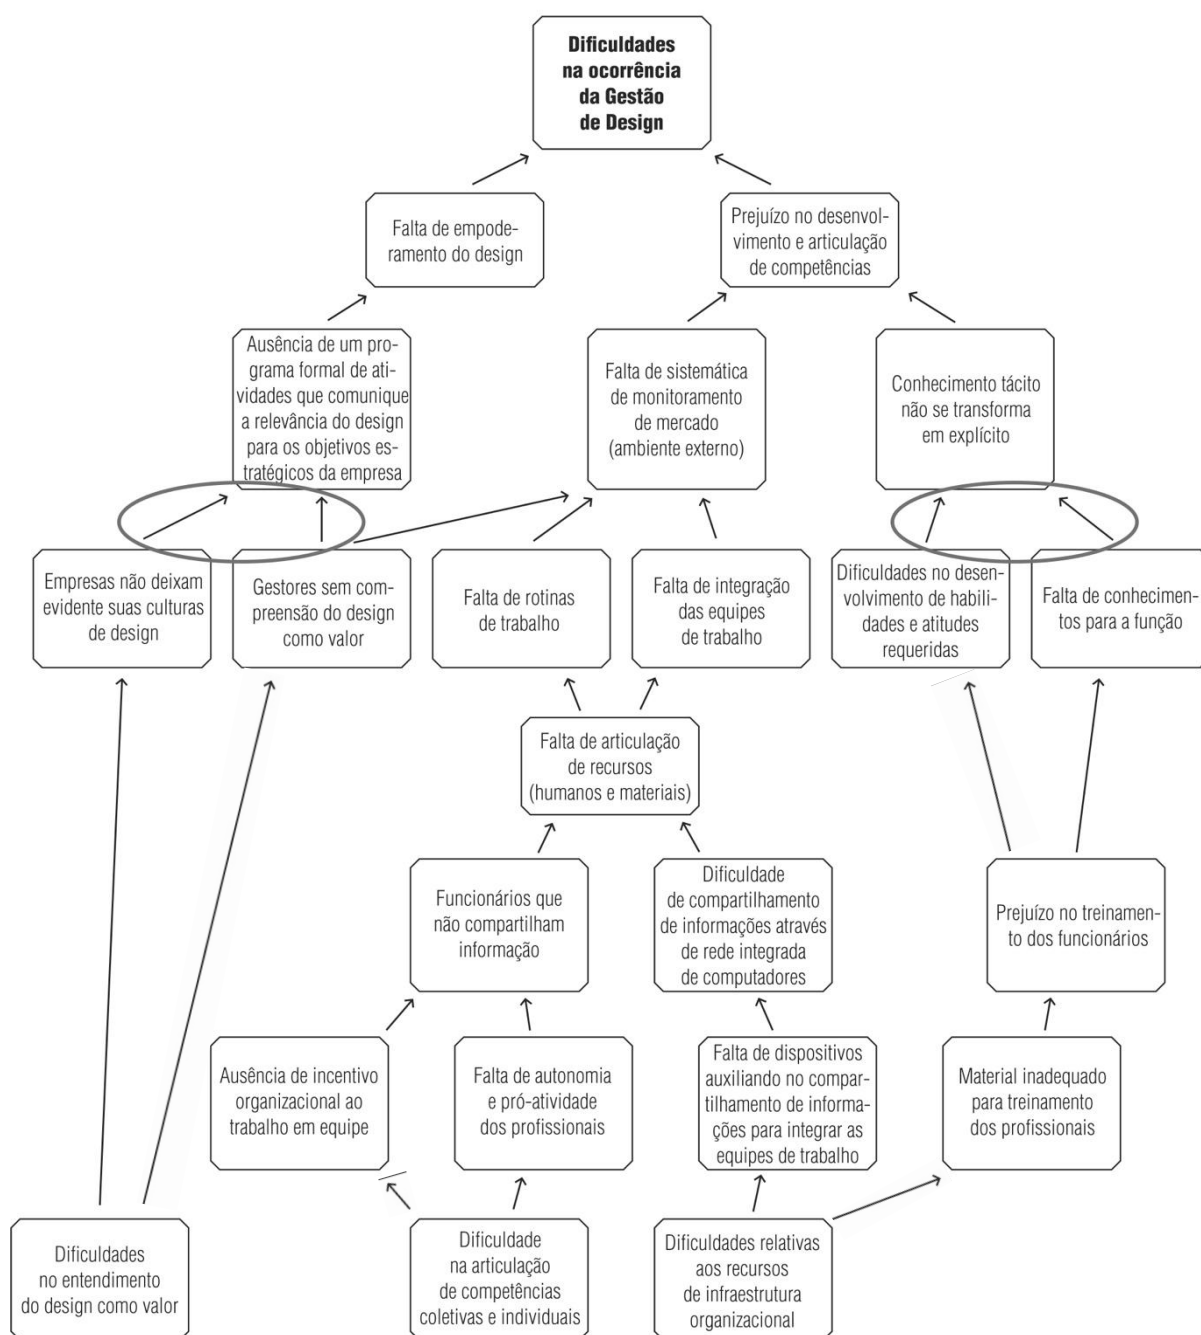 Dificuldades
na ocorrência
da Gestão
de Design
Falta de empode-
ramento do design
Prejuízo no desenvol-
vimento e articulação
de competências
Ausência de um pro-
grama formal de ati-
vidades que comunique
a relevância do design
para os objetivos es-
tratégicos da empresa
Falta de sistemática
de monitoramento
de mercado
(ambiente externo)
Conhecimento tácito
não se transforma
em explícito
Empresas não deixam
evidente suas culturas
de design
Gestores sem com-
preensão do design
como valor
Falta de rotinas
de trabalho
Falta de integração
das equipes
de trabalho
Dificuldades no desen-
volvimento de habili-
dades e atitudes
requeridas
Falta de conhecimen-
tos para a função
Falta de articulação
de recursos
(humanos e materiais)
Funcionários que
não compartilham
informação
Dificuldade
de compartilhamento
de informações através
de rede integrada
de computadores
Prejuízo no treinamen-
to dos funcionários
Ausência de incentivo
organizacional ao
trabalho em equipe
Falta de autonomia
e pró-atividade
dos profissionais
Falta de dispositivos
auxiliando no compar-
tilhamento de informa-
ções para integrar as
equipes de trabalho
Material inadequado
para treinamento
dos profissionais
Dificuldades
no entendimento
do design como valor
Dificuldade
na articulação
de competências
coletivas e individuais
Dificuldades relativas
aos recursos
de infraestrutura
organizacional